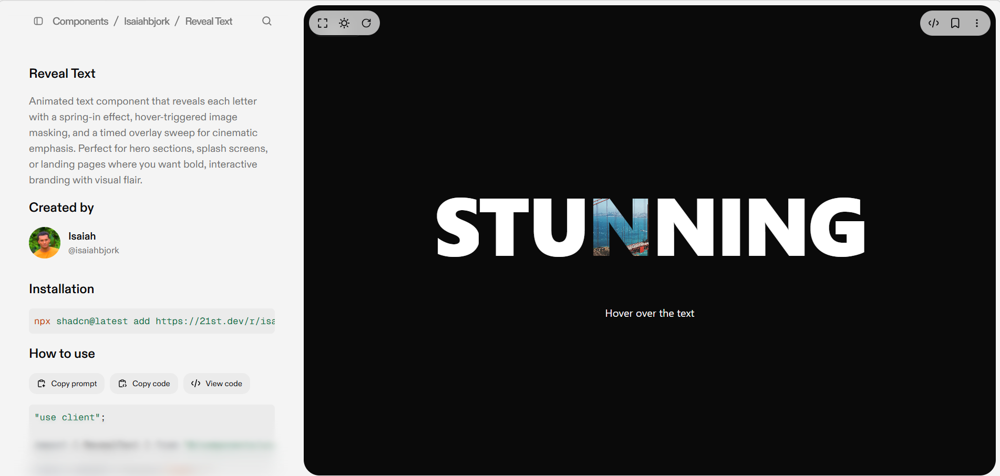 Components / Isaiahbjork / Reveal Text
Reveal Text
Animated text component that reveals each letter
with a spring-in effect, hover-triggered image
masking, and a timed overlay sweep for cinematic
emphasis. Perfect for hero sections, splash screens,
or landing pages where you want bold, interactive
branding with visual flair.
Created by
Isaiah
@isaiahbjork
Installation
npx shadcn@latest add https://21st.dev/r/isa
How to use
Copy prompt
Copy code
View code
"use client";
STUNNING
Hover over the text